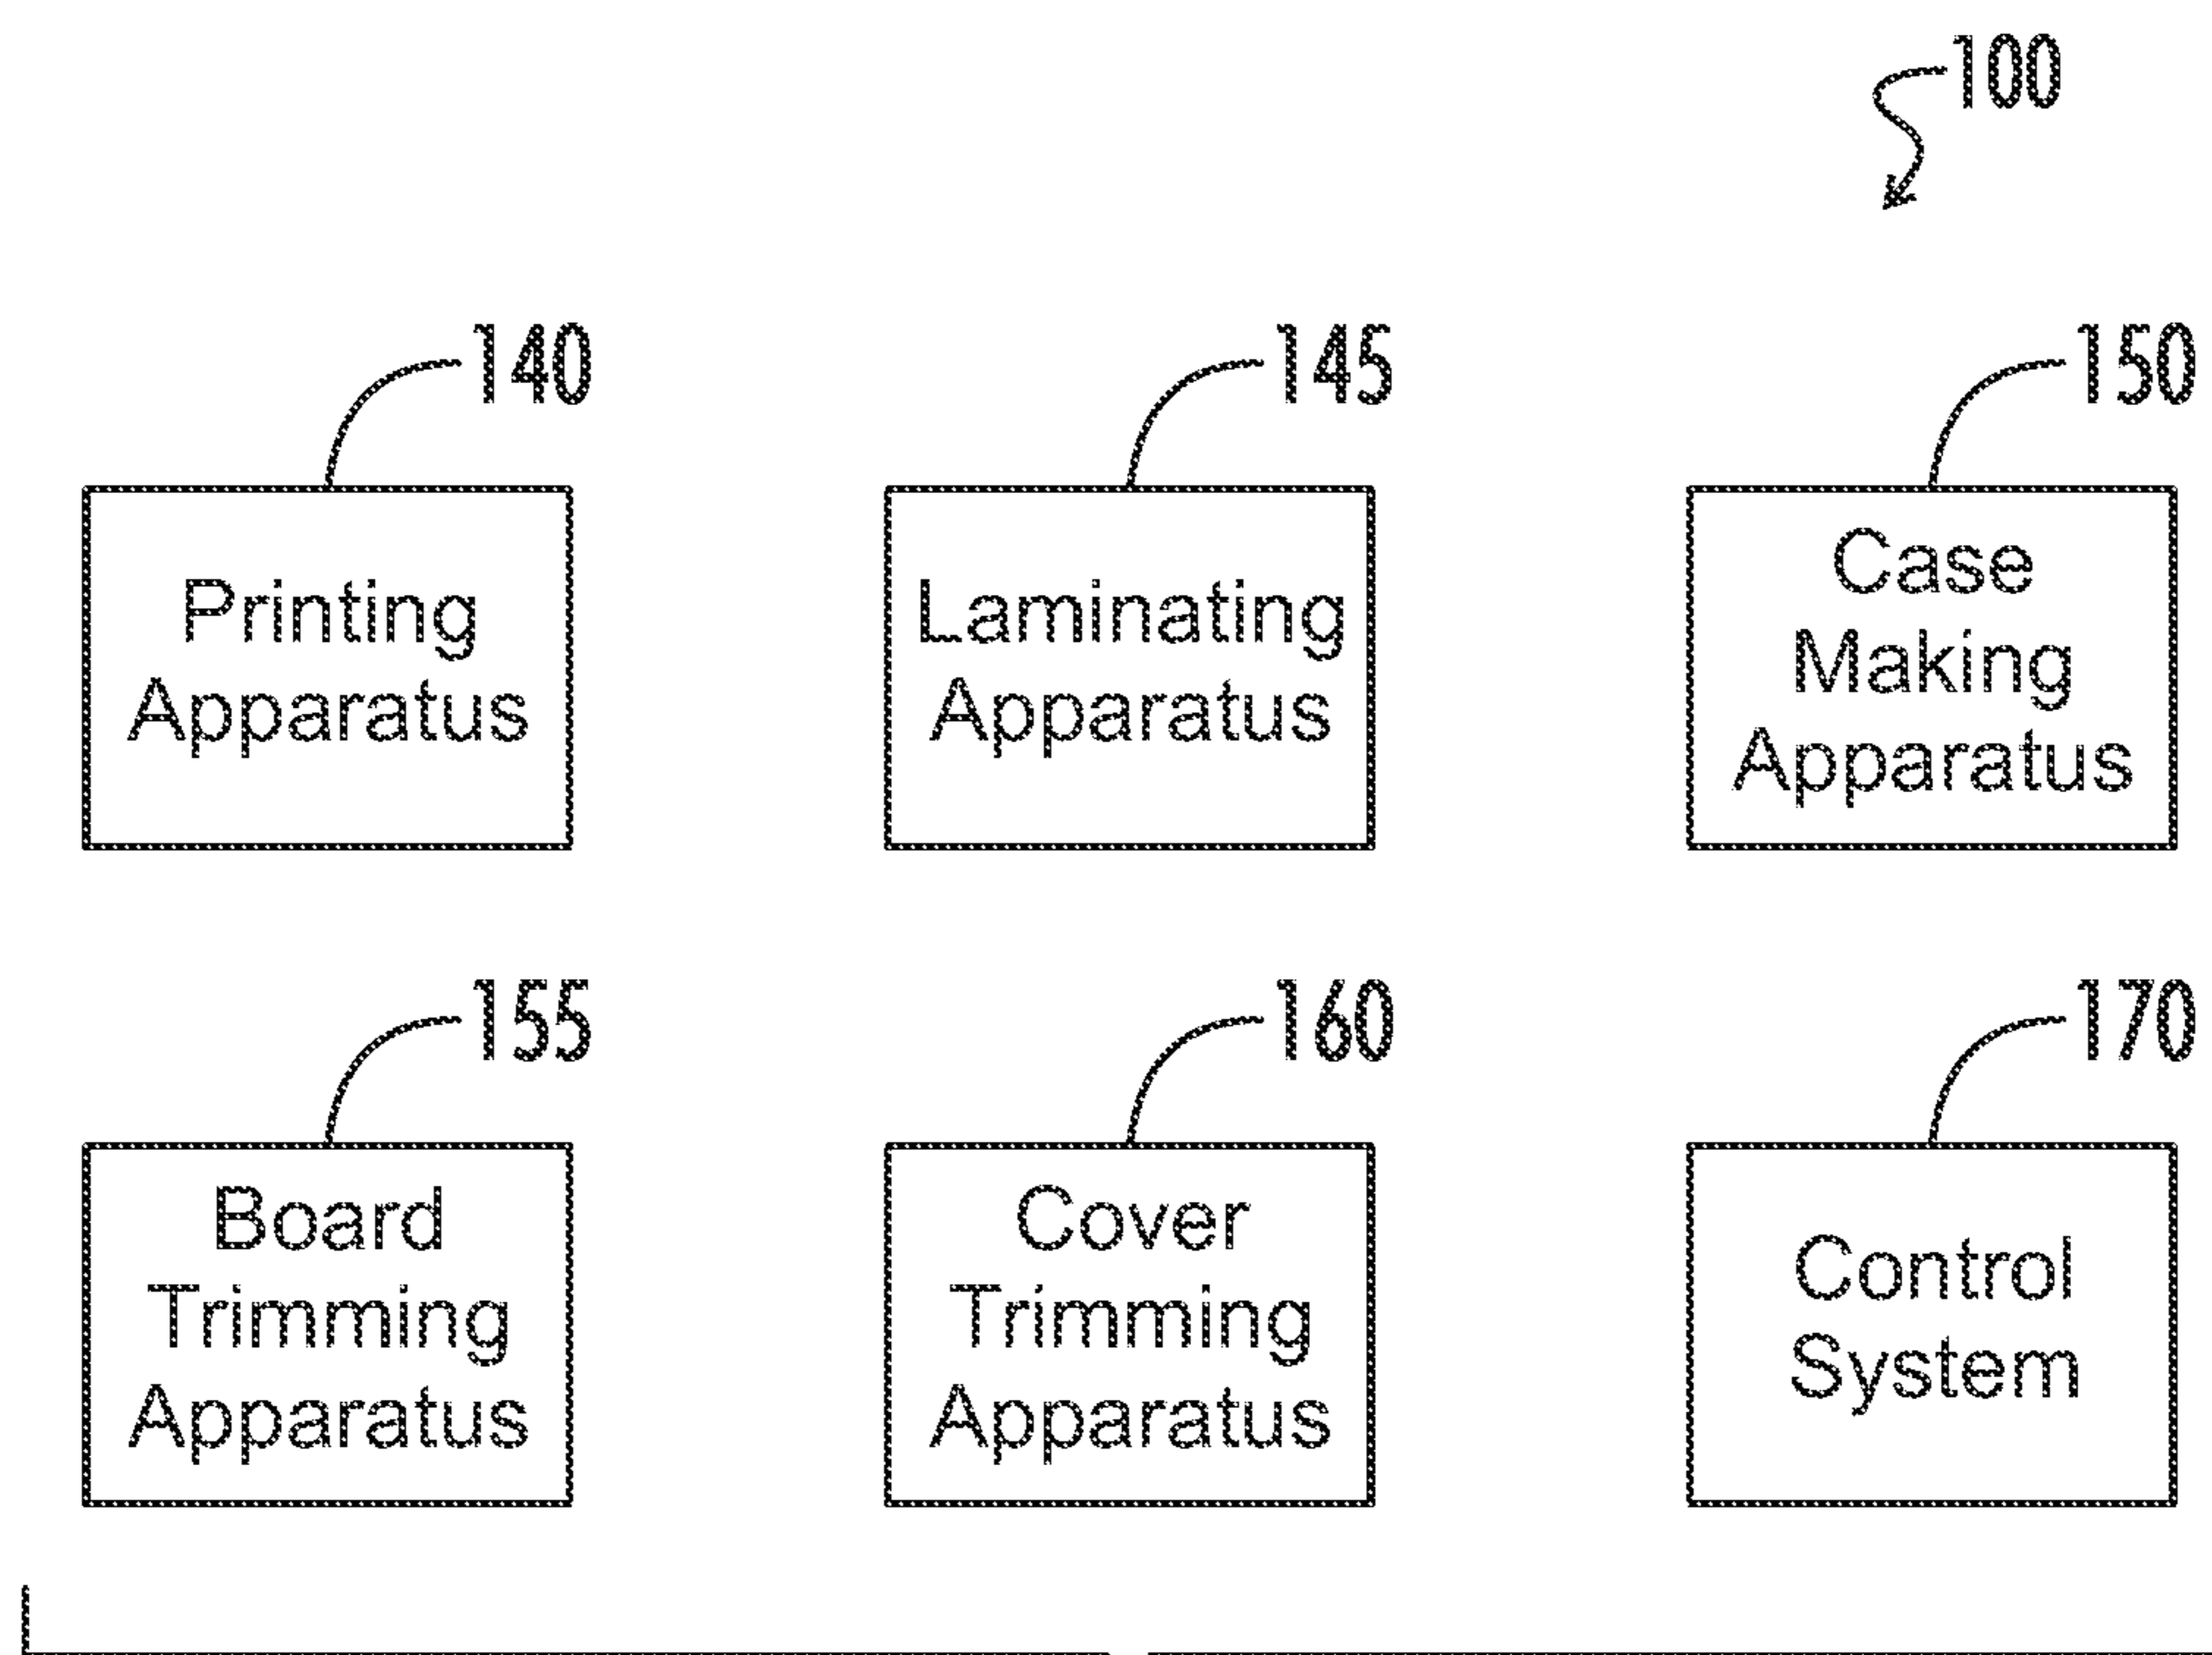 100
140
145
150
Printing
Apparatus
Laminating
Apparatus
Case
Making
Apparatus
155
160
170
Board
Trimming
Apparatus
Cover
Trimming
Apparatus
Control
System